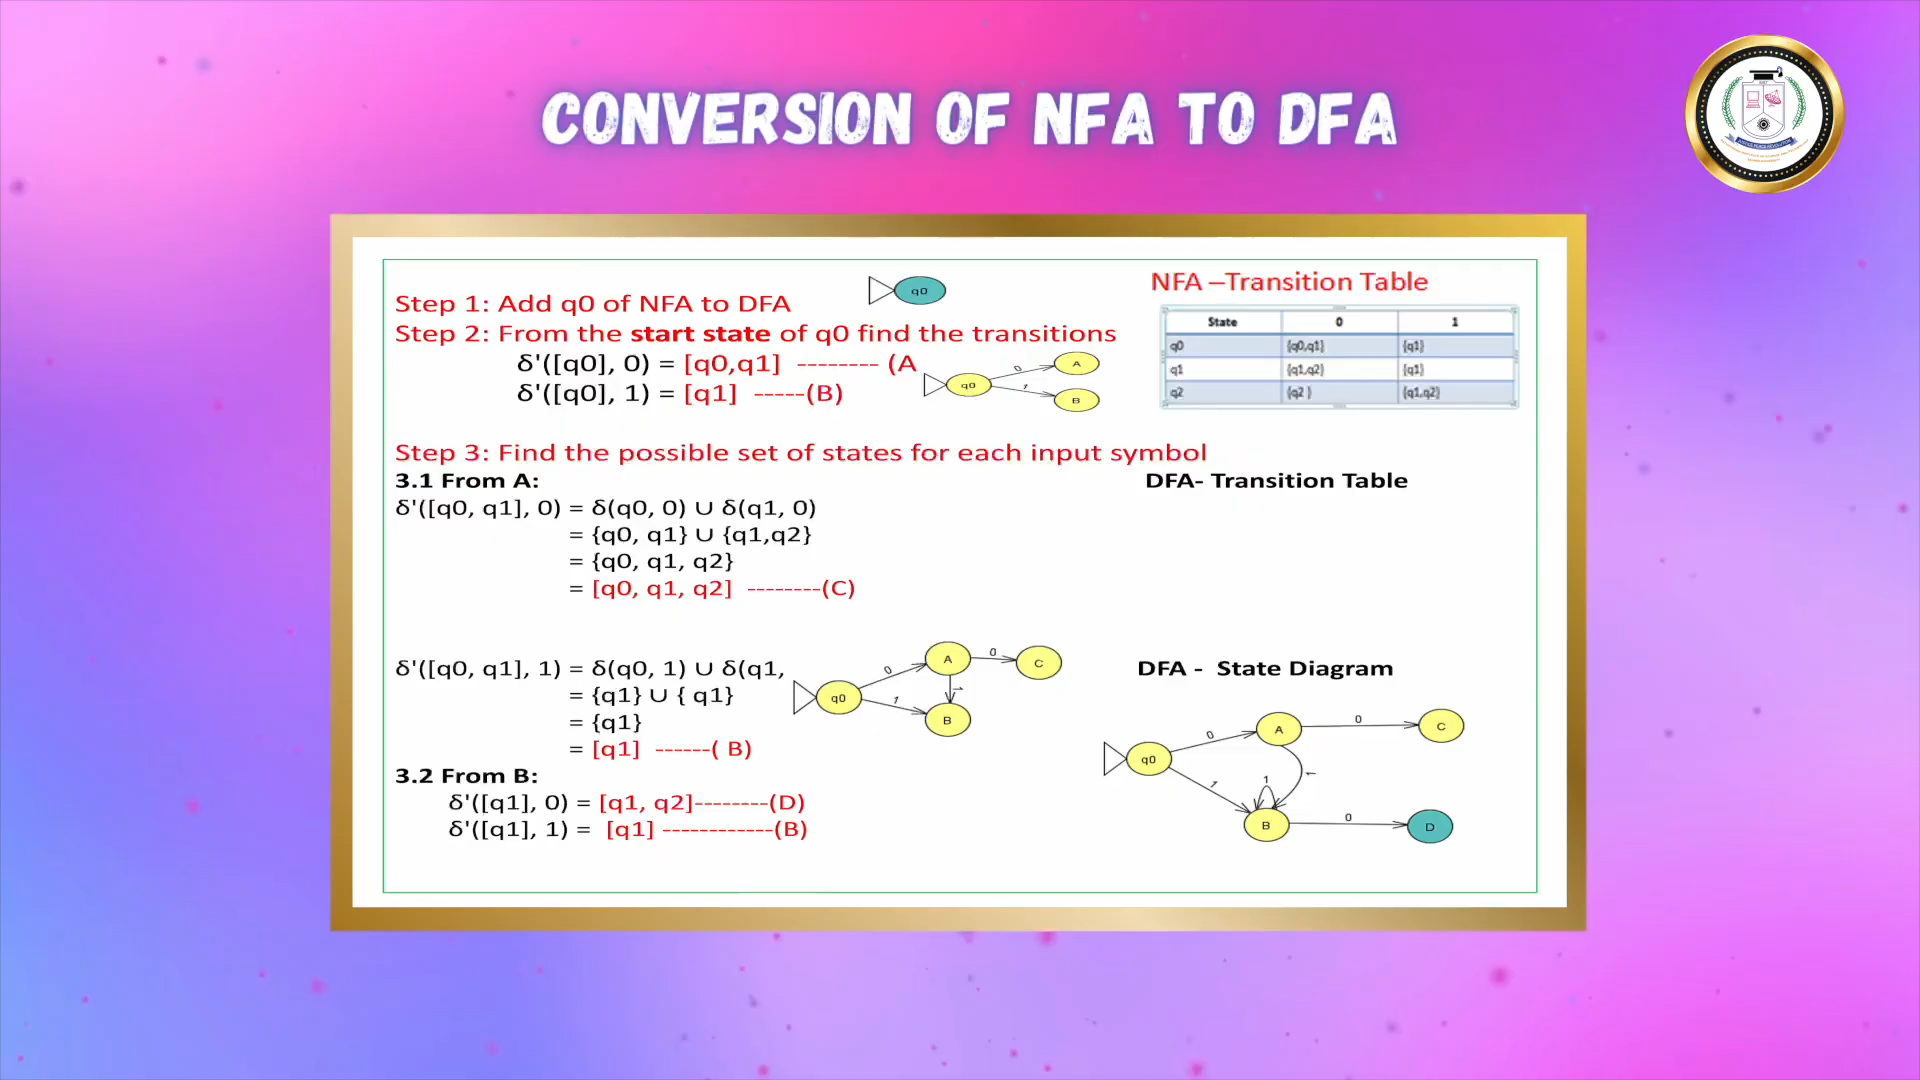 CONVERSION OF NFA TO DFA
q0
NFA –Transition Table
Step 1: Add q0 of NFA to DFA
Step 2: From the start state of q0 find the transitions
δ'([q0], 0) = [q0,q1] -------- (A
δ'([q0], 1) = [q1] -----(B)
q0 0 A
1 B
State 0 1
q0 {q0,q1} {q1}
q1 {q1,q2} {q1}
q2 {q2 } {q1,q2}
Step 3: Find the possible set of states for each input symbol
3.1 From A:
DFA- Transition Table
δ'([q0, q1], 0) = δ(q0, 0) ∪ δ(q1, 0)
= {q0, q1} ∪ {q1,q2}
= {q0, q1, q2}
= [q0, q1, q2] --------(C)
δ'([q0, q1], 1) = δ(q0, 1) ∪ δ(q1,
= {q1} ∪ { q1}
= {q1}
= [q1] ------( B)
q0 0 A 0 C
1 B 1
DFA - State Diagram
3.2 From B:
δ'([q1], 0) = [q1, q2]--------(D)
δ'([q1], 1) = [q1] ------------(B)
q0 0 A 0 C
1 1 1
B 0 D